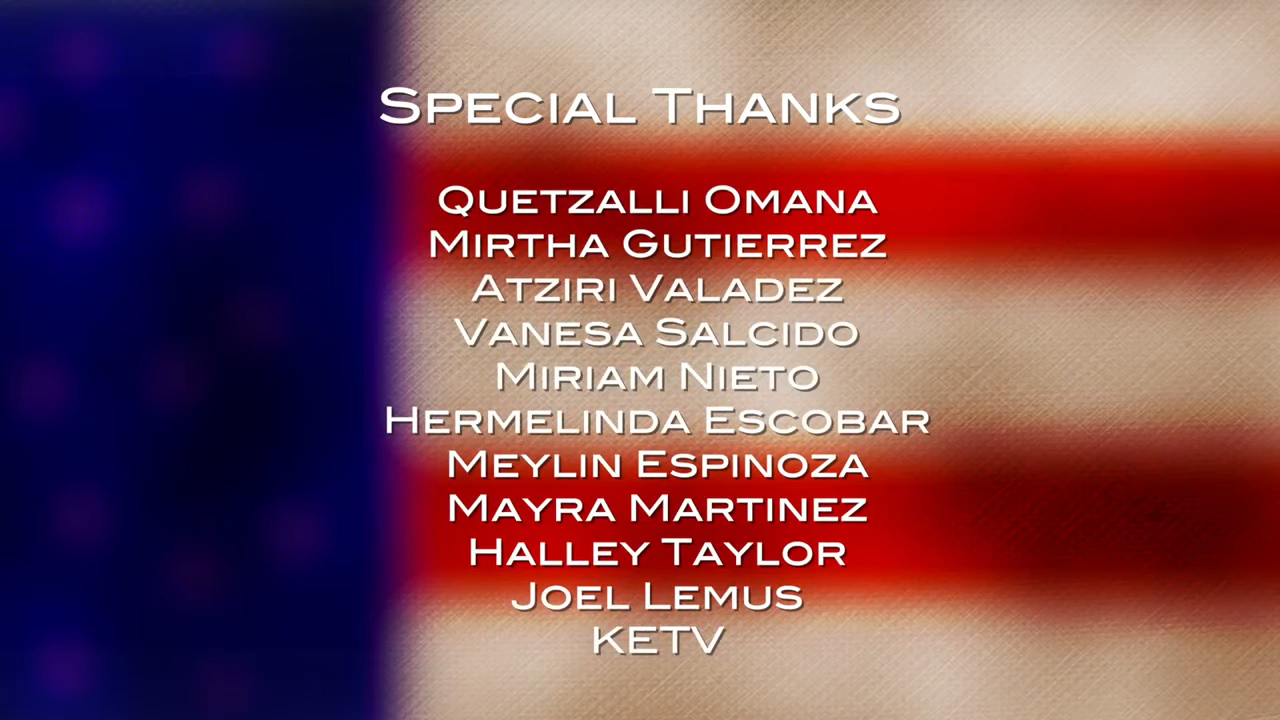 Special Thanks
Quetzalli Omana
Mirtha Gutierrez
Atziri Valadez
Vanesa Salcido
Miriam Nieto
Hermelinda Escobar
Meylin Espinoza
Mayra Martinez
Halley Taylor
Joel Lemus
KETV